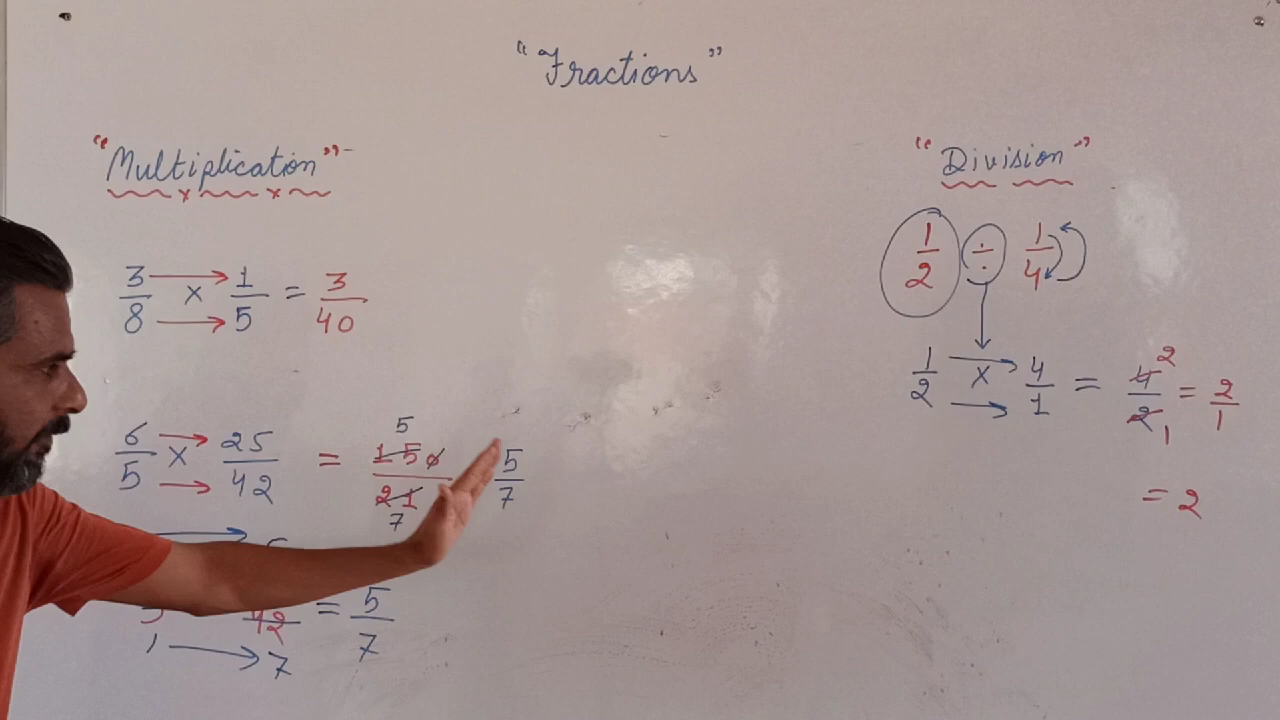 "Fractions"
"Multiplication"
3/8 x 1/5 = 3/40
6/5 x 25/42 = 150/21 5/7
5
7
42 = 5/7
1 7
"Division"
1/2 ÷ 1/4
1/2 x 4/1 = 4/2 = 2/1
2
1
= 2